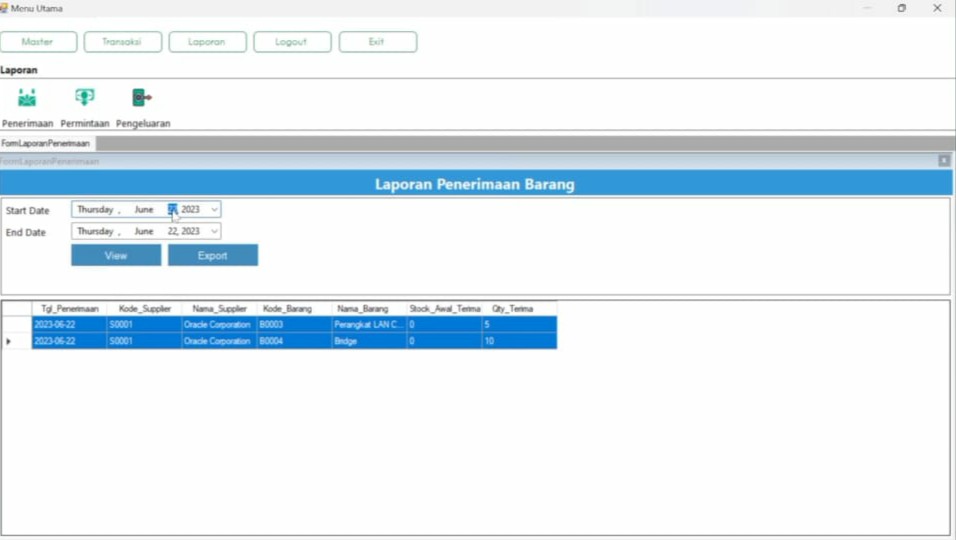 Menu Utama
Master Transaksi Laporan Logout Exit
Laporan
Penerimaan Permintaan Pengeluaran
FormLaporanPenerimaan
FormLaporanPenerimaan
Laporan Penerimaan Barang
Start Date Thursday , June 22, 2023
End Date Thursday , June 22, 2023
View Export
Tgl_Penerimaan Kode_Supplier Nama_Supplier Kode_Barang Nama_Barang Stock_Awal_Terima Qty_Terima
2023-06-22 S0001 Oracle Corporation B0003 Perangkat LAN C... 0 5
2023-06-22 S0001 Oracle Corporation B0004 Bridge 0 10